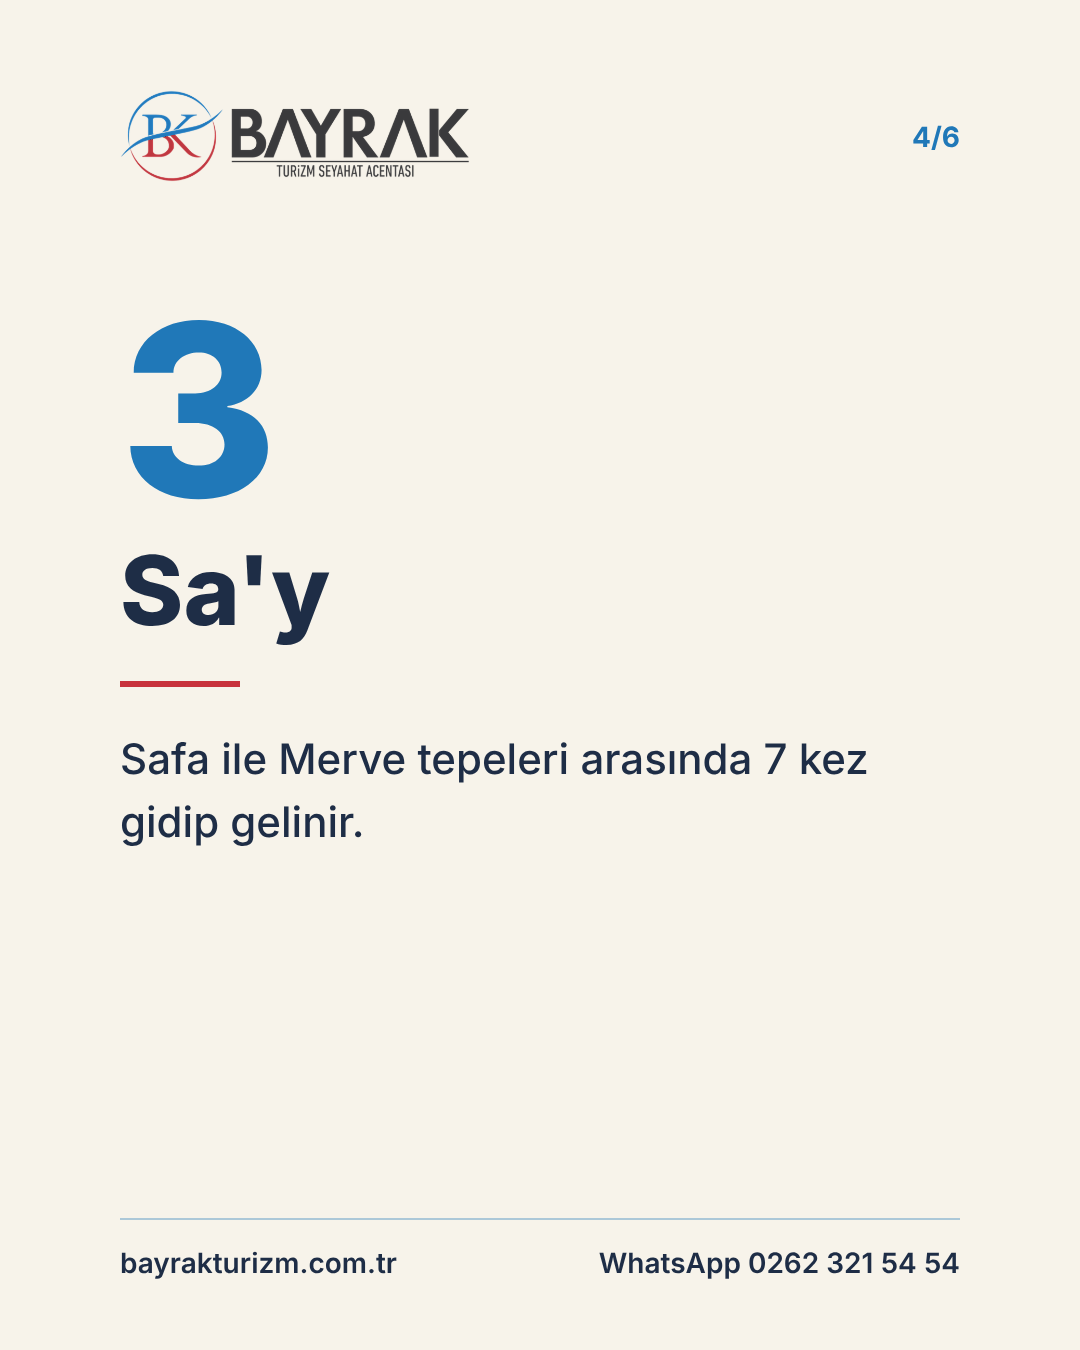 BK BAYRAK
TURİZM SEYAHAT ACENTASI
4/6
3
Sa'y
Safa ile Merve tepeleri arasında 7 kez
gidip gelinir.
bayrakturizm.com.tr
WhatsApp 0262 321 54 54